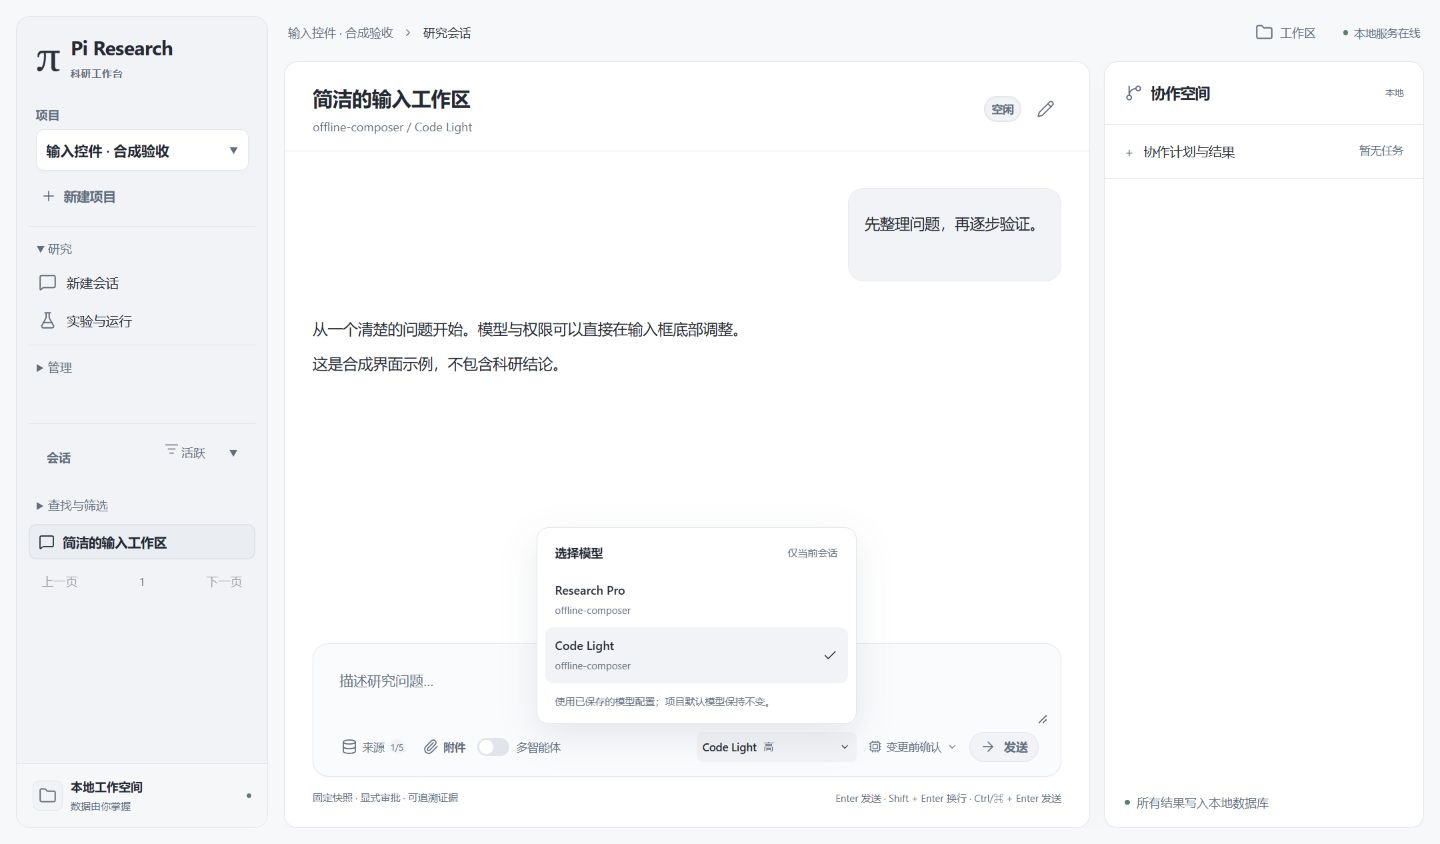 Pi Research
科研工作台
项目
输入控件 · 合成验收
新建项目
研究
新建会话
实验与运行
管理
会话
活跃
查找与筛选
简洁的输入工作区
上一页 1 下一页
本地工作空间
数据由你掌握
输入控件 · 合成验收 › 研究会话
工作区
本地服务在线
简洁的输入工作区
offline-composer / Code Light
空闲
先整理问题，再逐步验证。
从一个清楚的问题开始。模型与权限可以直接在输入框底部调整。
这是合成界面示例，不包含科研结论。
选择模型 仅当前会话
Research Pro
offline-composer
Code Light
offline-composer
使用已保存的模型配置；项目默认模型保持不变。
描述研究问题...
来源 1/5 附件 多智能体 Code Light 高 变更前确认 发送
固定快照 · 显式审批 · 可追溯证据
Enter 发送 · Shift + Enter 换行 · Ctrl/⌘ + Enter 发送
协作空间 本地
+ 协作计划与结果 暂无任务
所有结果写入本地数据库